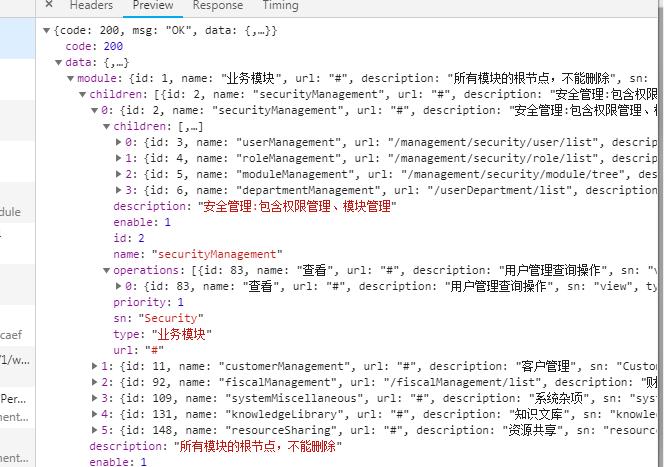 × Headers Preview Response Timing
{code: 200, msg: "OK", data: {,…}}
code: 200
data: {,…}
module: {id: 1, name: "业务模块", url: "#", description: "所有模块的根节点，不能删除", sn:
children: [{id: 2, name: "securityManagement", url: "#", description: "安全管理:包含权限
0: {id: 2, name: "securityManagement", url: "#", description: "安全管理:包含权限管理、
children: [,…]
0: {id: 3, name: "userManagement", url: "/management/security/user/list", descrip
1: {id: 4, name: "roleManagement", url: "/management/security/role/list", descrip
2: {id: 5, name: "moduleManagement", url: "/management/security/module/tree", des
3: {id: 6, name: "departmentManagement", url: "/userDepartment/list", description
description: "安全管理:包含权限管理、模块管理"
enable: 1
id: 2
name: "securityManagement"
operations: [{id: 83, name: "查看", url: "#", description: "用户管理查询操作", sn: "v
0: {id: 83, name: "查看", url: "#", description: "用户管理查询操作", sn: "view", ty
priority: 1
sn: "Security"
type: "业务模块"
url: "#"
1: {id: 11, name: "customerManagement", url: "#", description: "客户管理", sn: "Custo
2: {id: 92, name: "fiscalManagement", url: "/fiscalManagement/list", description: "财
3: {id: 109, name: "systemMiscellaneous", url: "#", description: "系统杂项", sn: "sys
4: {id: 131, name: "knowledgeLibrary", url: "#", description: "知识文库", sn: "knowle
5: {id: 148, name: "resourceSharing", url: "#", description: "资源共享", sn: "resourc
description: "所有模块的根节点，不能删除"
enable: 1
dule
caef
/1/w...
Per...
nent...
nent...